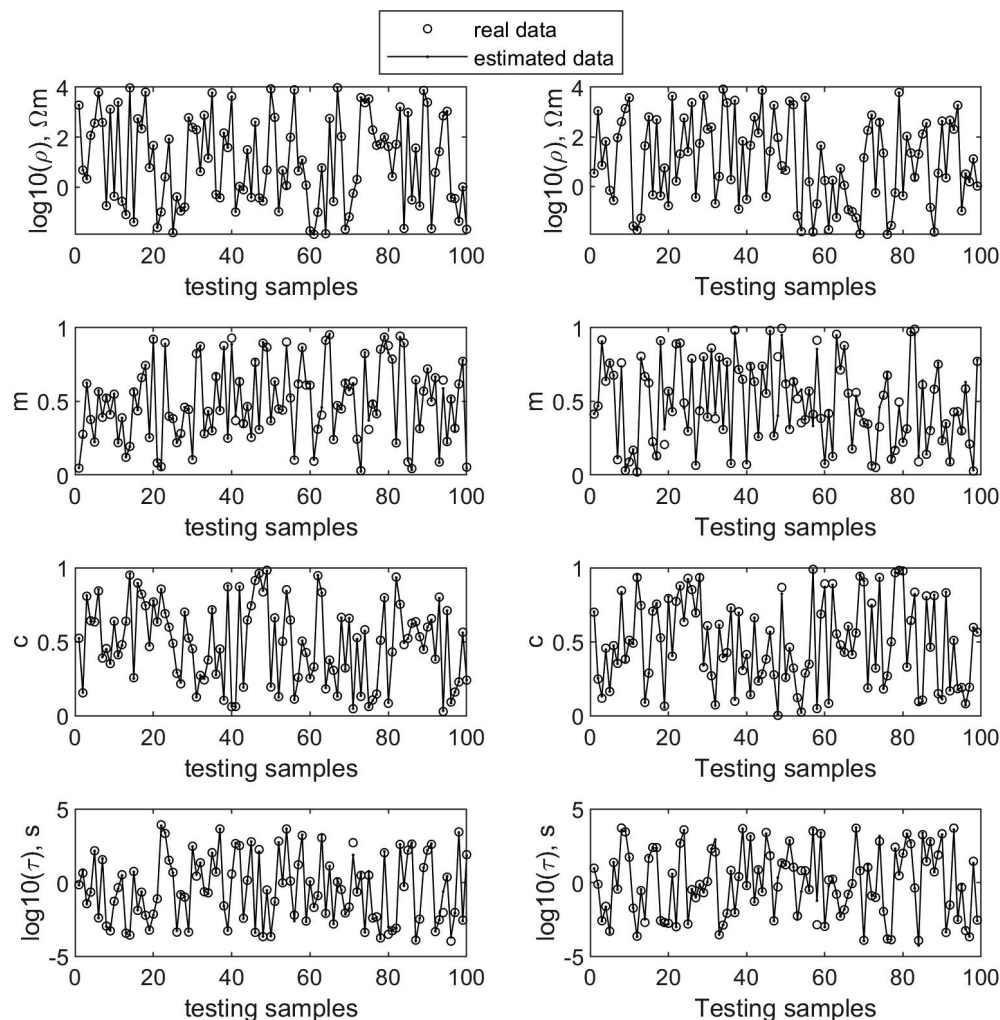 real data
estimated data
log10(ρ), Ωm
4
2
0
0 20 40 60 80 100
testing samples
log10(ρ), Ωm
4
2
0
0 20 40 60 80 100
testing samples
m
1
0.5
0
0 20 40 60 80 100
testing samples
m
1
0.5
0
0 20 40 60 80 100
Testing samples
c
1
0.5
0
0 20 40 60 80 100
testing samples
c
1
0.5
0
0 20 40 60 80 100
Testing samples
log10(τ), s
5
0
-5
0 20 40 60 80 100
testing samples
log10(τ), s
5
0
-5
0 20 40 60 80 100
Testing samples